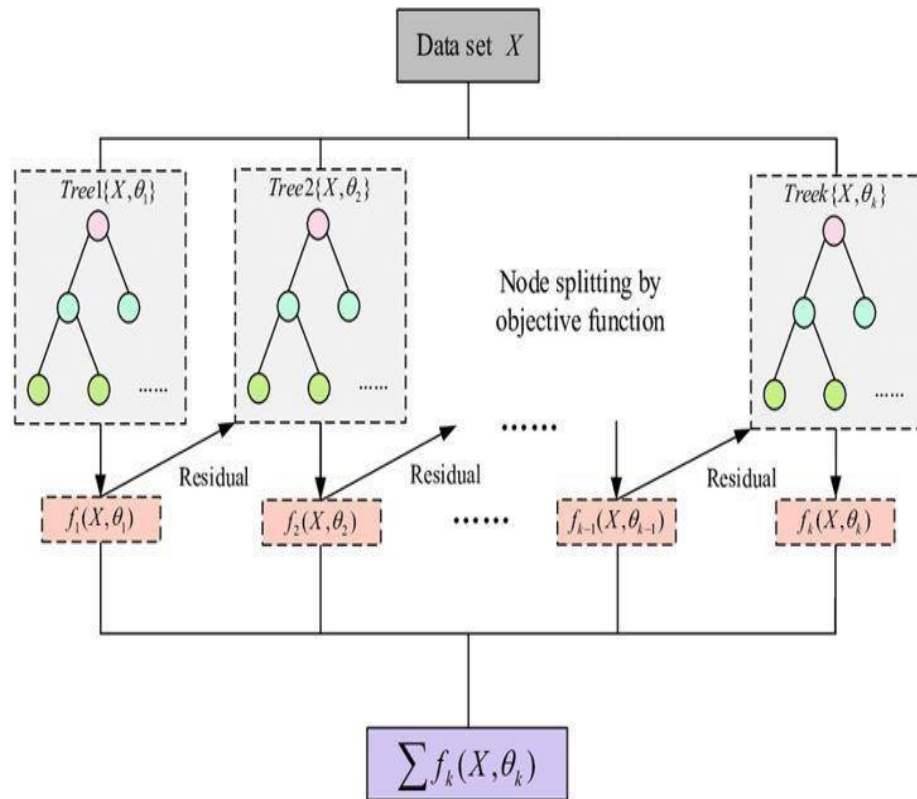 Data set X
Tree1{X,θ₁}
Tree2{X,θ₂}
Treek{X,θₖ}
Node splitting by
objective function
......
......
......
......
Residual
Residual
Residual
f₁(X,θ₁)
f₂(X,θ₂)
......
fₖ₋₁(X,θₖ₋₁)
fₖ(X,θₖ)
∑fₖ(X,θₖ)